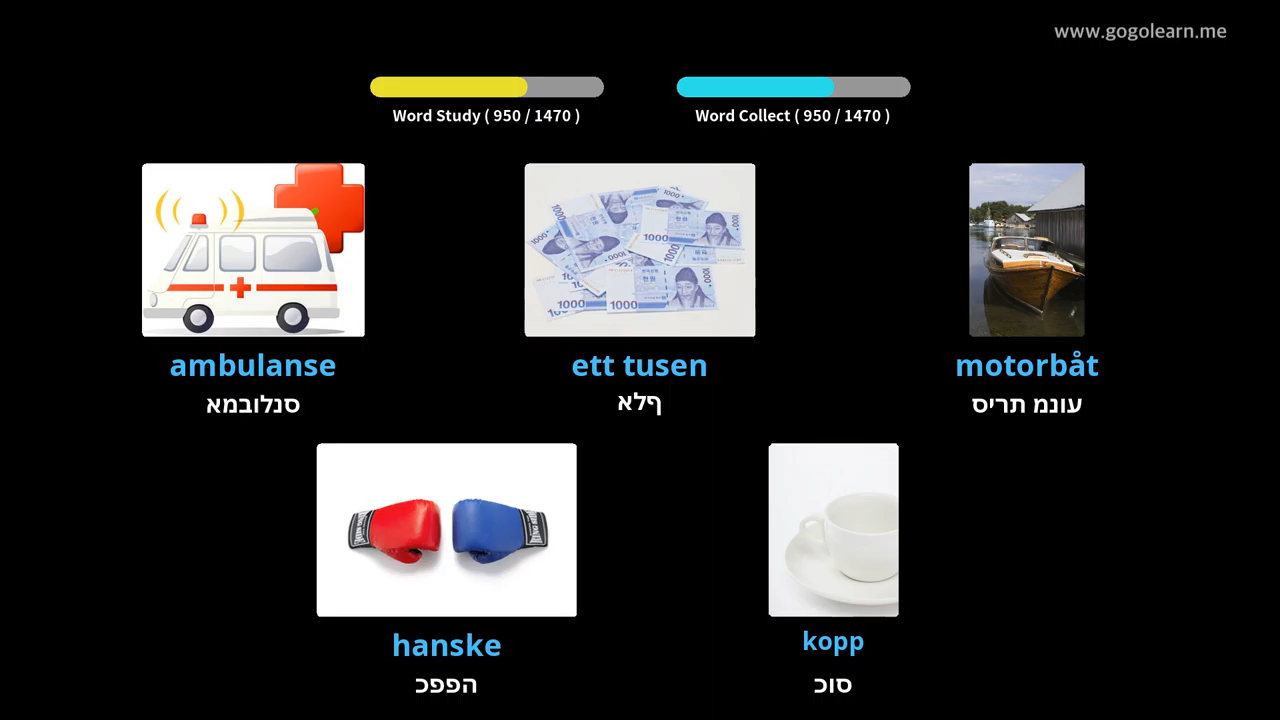 www.gogolearn.me
Word Study ( 950 / 1470 )
Word Collect ( 950 / 1470 )
ambulanse
ett tusen
motorbåt
סנלובמא
ףלא
עונמ תריס
hanske
kopp
הפפכ
סוכ